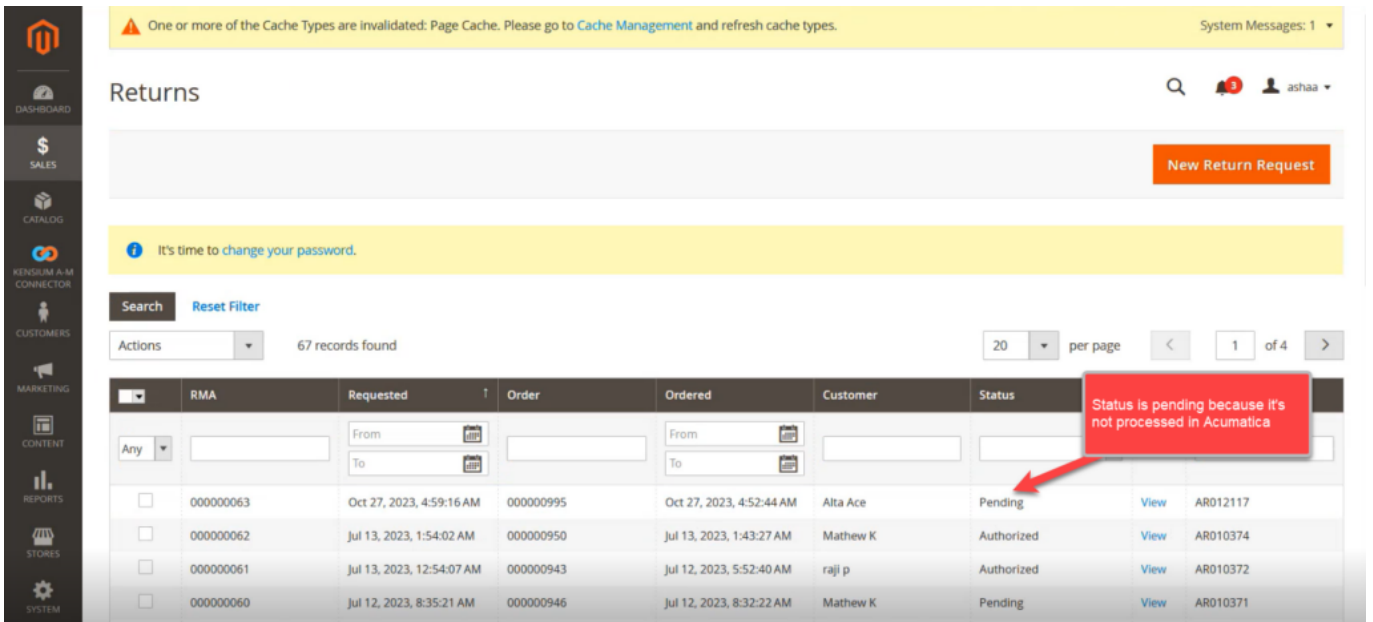 One or more of the Cache Types are invalidated: Page Cache. Please go to Cache Management and refresh cache types.
System Messages: 1
DASHBOARD
SALES
CATALOG
KENSIUM A-M
CONNECTOR
CUSTOMERS
MARKETING
CONTENT
REPORTS
STORES
SYSTEM
Returns
3
ashaa
New Return Request
It's time to change your password.
Search Reset Filter
Actions 67 records found 20 per page 1 of 4
RMA Requested ↑ Order Ordered Customer Status
Status is pending because it's
not processed in Acumatica
Any From From
To To
000000063 Oct 27, 2023, 4:59:16 AM 000000995 Oct 27, 2023, 4:52:44 AM Alta Ace Pending View AR012117
000000062 Jul 13, 2023, 1:54:02 AM 000000950 Jul 13, 2023, 1:43:27 AM Mathew K Authorized View AR010374
000000061 Jul 13, 2023, 12:54:07 AM 000000943 Jul 12, 2023, 5:52:40 AM raji p Authorized View AR010372
000000060 Jul 12, 2023, 8:35:21 AM 000000946 Jul 12, 2023, 8:32:22 AM Mathew K Pending View AR010371